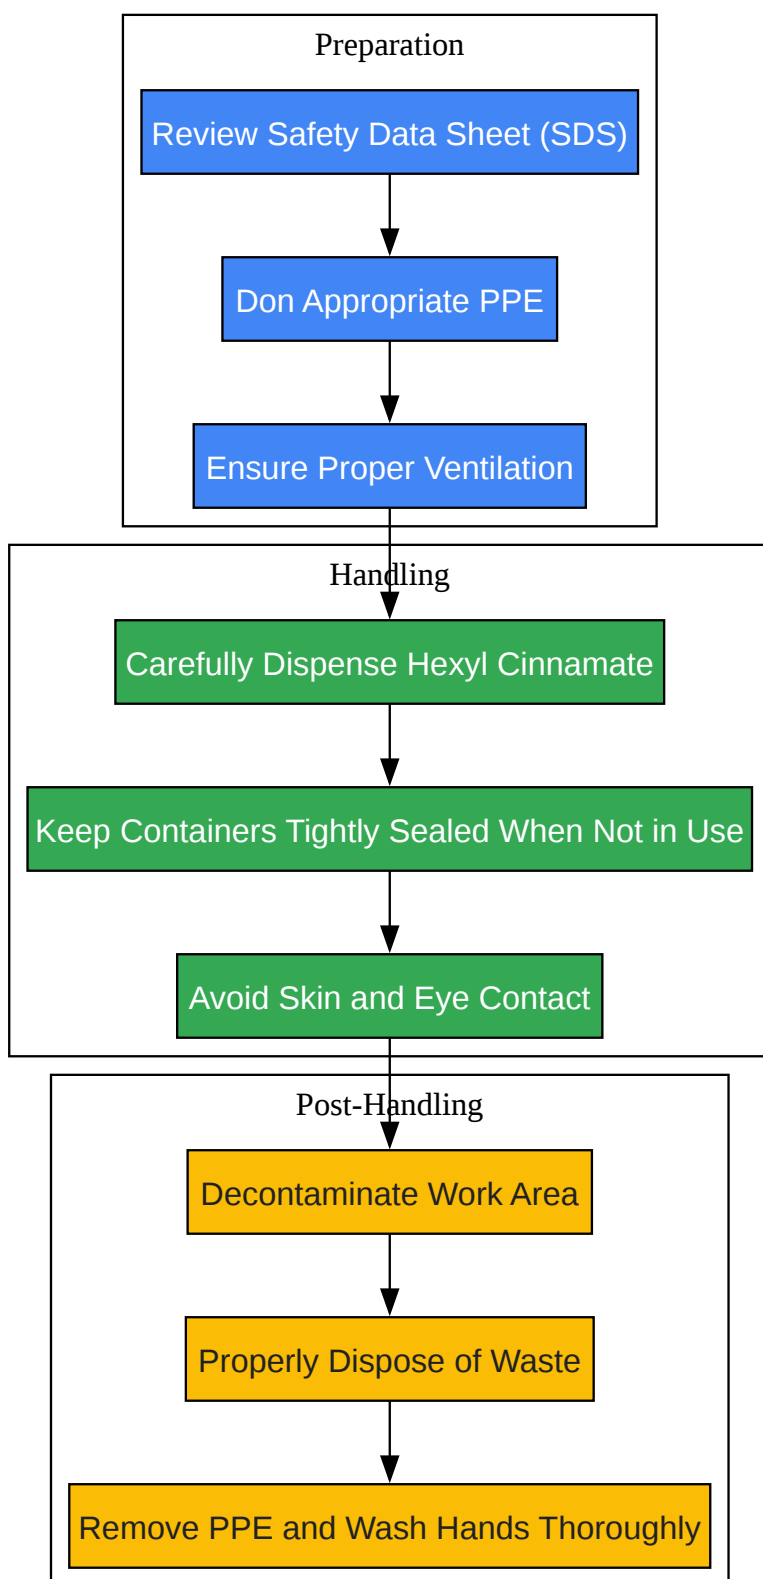 Preparation
Review Safety Data Sheet (SDS)
Don Appropriate PPE
Ensure Proper Ventilation
Handling
Carefully Dispense Hexyl Cinnamate
Keep Containers Tightly Sealed When Not in Use
Avoid Skin and Eye Contact
Post-Handling
Decontaminate Work Area
Properly Dispose of Waste
Remove PPE and Wash Hands Thoroughly